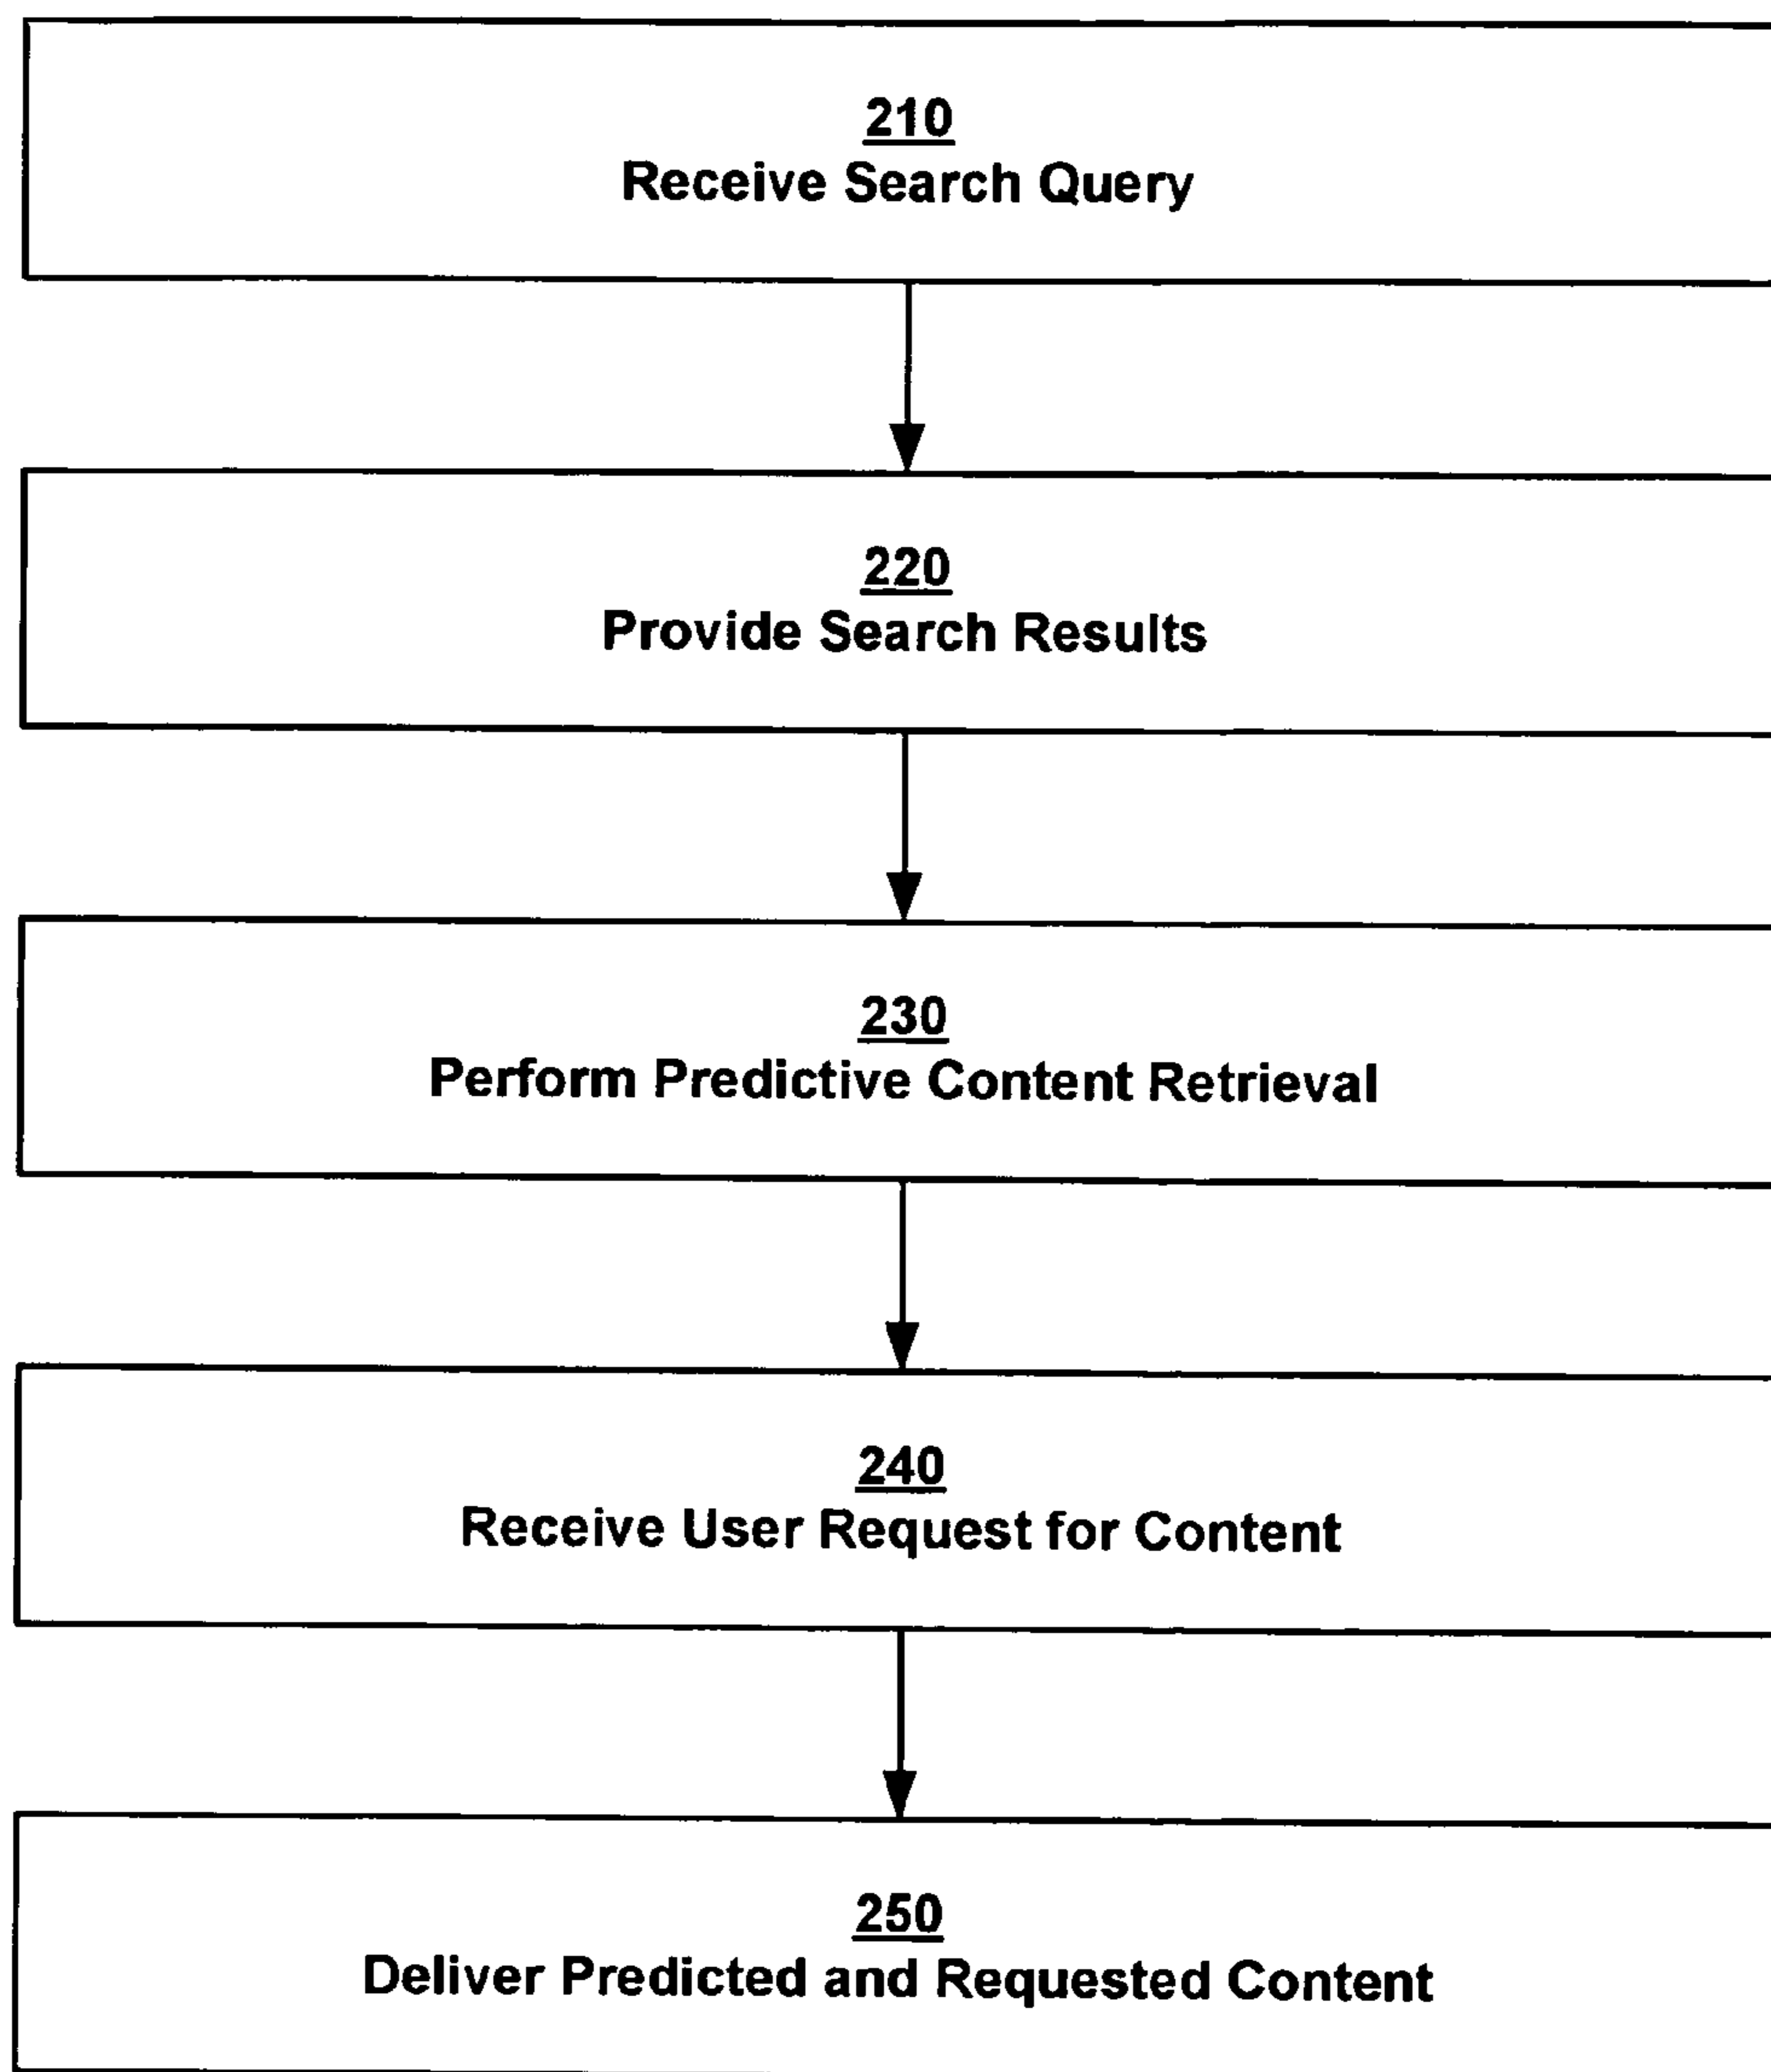 210
Receive Search Query
220
Provide Search Results
230
Perform Predictive Content Retrieval
240
Receive User Request for Content
250
Deliver Predicted and Requested Content